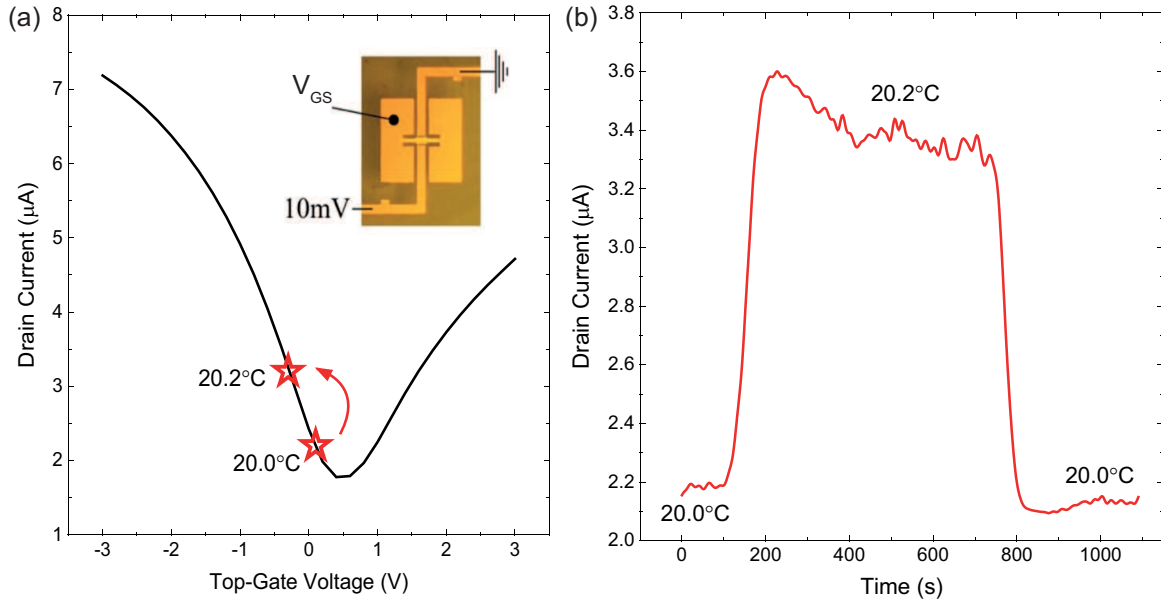 (a)
Drain Current (μA)
8
7
6
5
4
3
2
1
-3 -2 -1 0 1 2 3
Top-Gate Voltage (V)
V_GS
10mV
20.2°C
20.0°C
(b)
Drain Current (μA)
3.8
3.6
3.4
3.2
3.0
2.8
2.6
2.4
2.2
2.0
0 200 400 600 800 1000
Time (s)
20.2°C
20.0°C
20.0°C